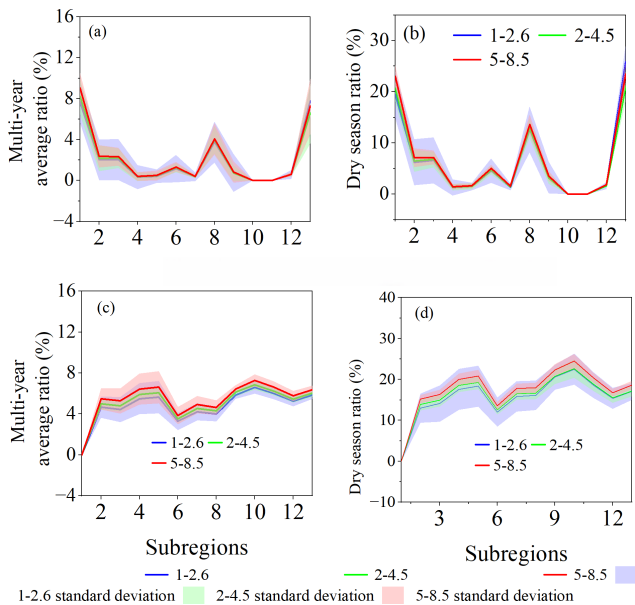 (a)
Multi-year
average ratio (%)
16
12
8
4
0
−4
2 4 6 8 10 12
(b)
1-2.6 2-4.5
5-8.5
Dry season ratio (%)
30
20
10
0
2 4 6 8 10 12
(c)
Multi-year
average ratio (%)
16
12
8
4
0
−4
1-2.6 2-4.5
5-8.5
2 4 6 8 10 12
Subregions
(d)
Dry season ratio (%)
40
30
20
10
0
−10
1-2.6 2-4.5
5-8.5
3 6 9 12
Subregions
1-2.6 2-4.5 5-8.5
1-2.6 standard deviation 2-4.5 standard deviation 5-8.5 standard deviation